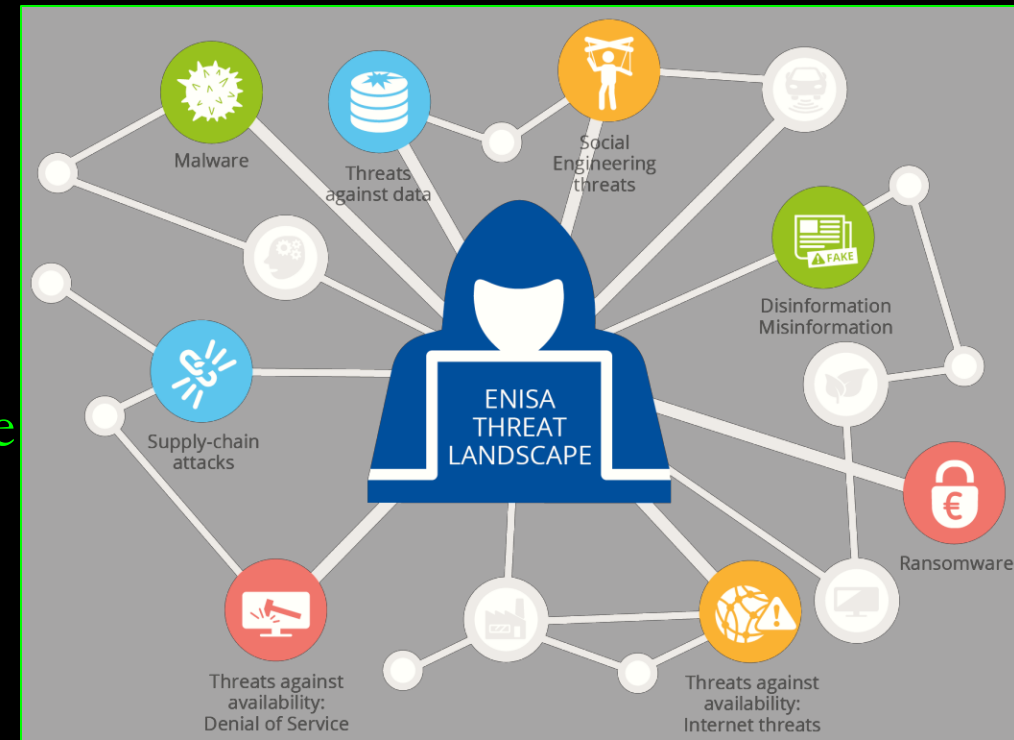 Malware
Threats
against data
Social
Engineering
threats
FAKE
Disinformation
Misinformation
ENISA
THREAT
LANDSCAPE
e
Supply-chain
attacks
€
Ransomware
Threats against
availability:
Denial of Service
Threats against
availability:
Internet threats